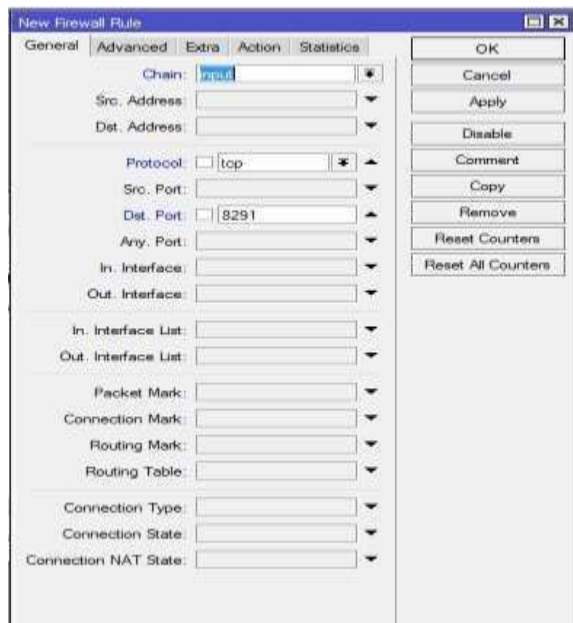 New Firewall Rule
General Advanced Extra Action Statistics
Chain: input
Src. Address:
Dst. Address:
Protocol: tcp
Src. Port:
Dst. Port: 8291
Any. Port:
In. Interface:
Out. Interface:
In. Interface List:
Out. Interface List:
Packet Mark:
Connection Mark:
Routing Mark:
Routing Table:
Connection Type:
Connection State:
Connection NAT State:
OK
Cancel
Apply
Disable
Comment
Copy
Remove
Reset Counters
Reset All Counters